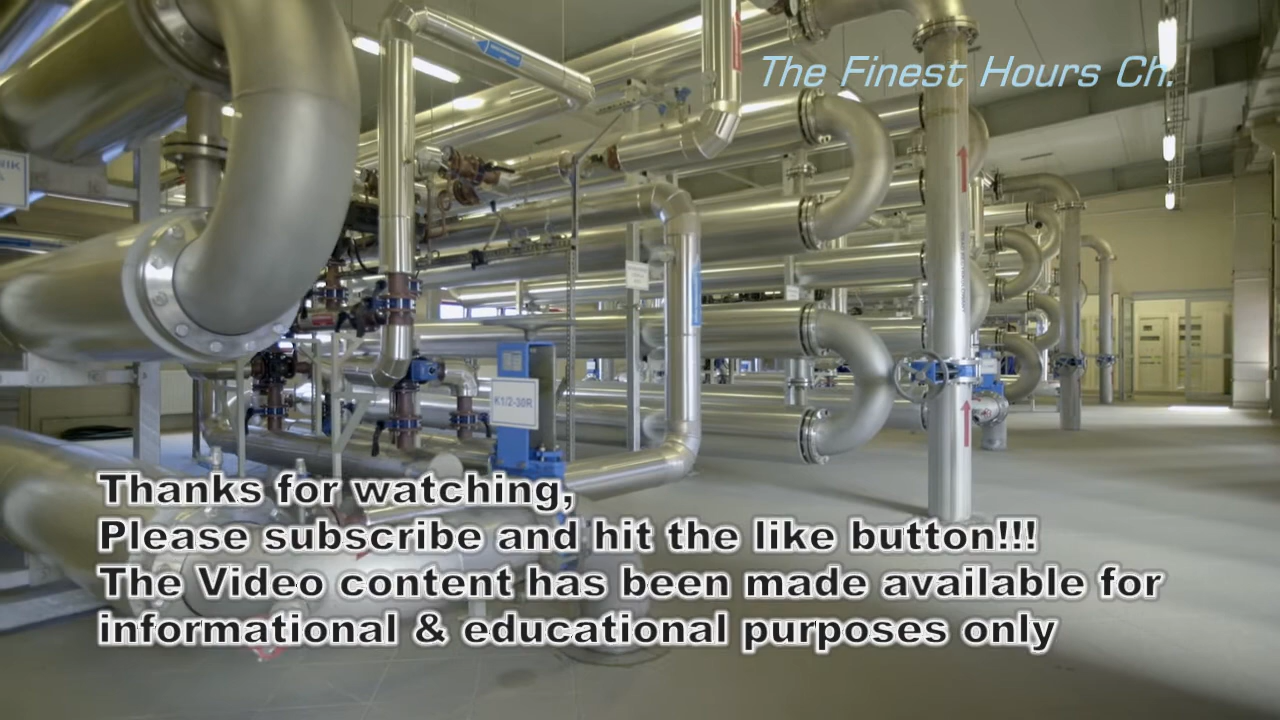 The Finest Hours Ch.
NIK
K1/2-30R
Thanks for watching,
Please subscribe and hit the like button!!!
The Video content has been made available for
informational & educational purposes only